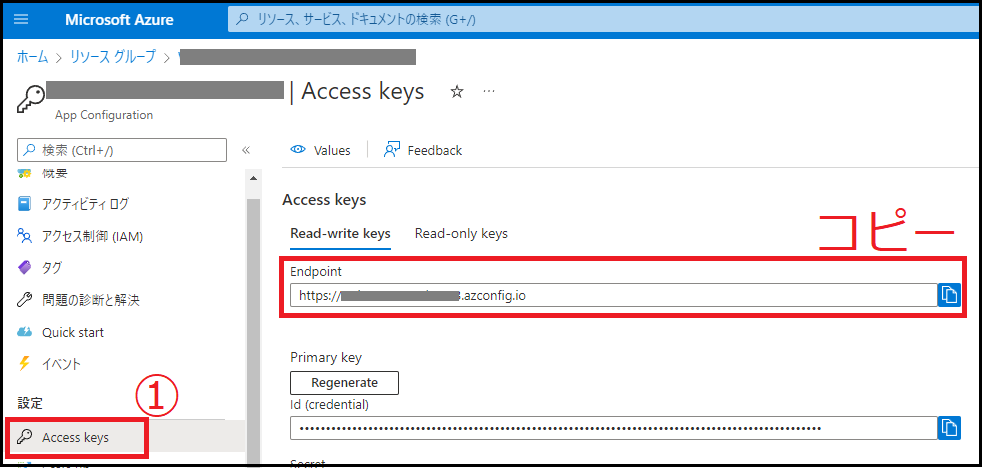 Microsoft Azure
リソース、サービス、ドキュメントの検索 (G+/)
ホーム > リソース グループ >
| Access keys ☆ …
App Configuration
検索 (Ctrl+/) «
Values
Feedback
概要
アクティビティ ログ
アクセス制御 (IAM)
タグ
問題の診断と解決
Quick start
イベント
設定
①
Access keys
Access keys
Read-write keys
Read-only keys
コピー
Endpoint
https:// .azconfig.io
Primary key
Regenerate
Id (credential)
Secret